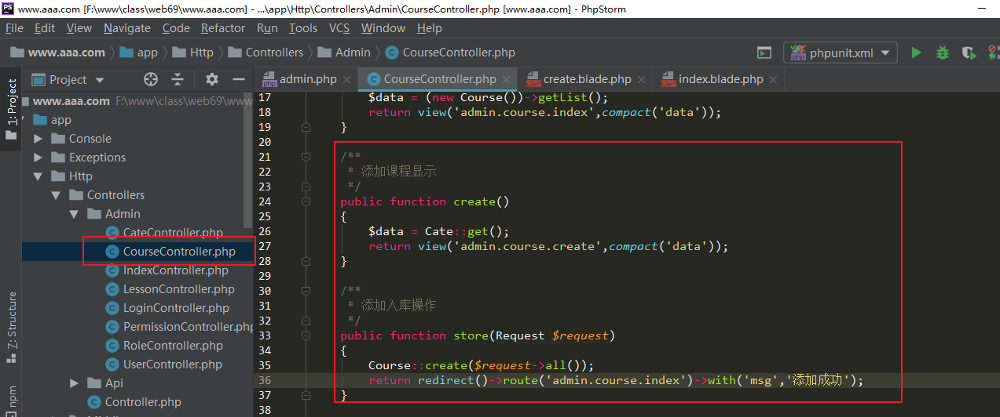 www.aaa.com [F:\www\class\web69\www.aaa.com] - ...\app\Http\Controllers\Admin\CourseController.php [www.aaa.com] - PhpStorm
File Edit View Navigate Code Refactor Run Tools VCS Window Help
www.aaa.com app Http Controllers Admin CourseController.php phpunit.xml
1: Project
7: Structure
npm
Project
www.aaa.com F:\www\class\web69\www
app
Console
Exceptions
Http
Controllers
Admin
CateController.php
CourseController.php
IndexController.php
LessonController.php
LoginController.php
PermissionController.php
RoleController.php
UserController.php
Api
Controller.php
admin.php CourseController.php create.blade.php index.blade.php
17 $data = (new Course())->getList();
18 return view('admin.course.index',compact('data'));
19 }
20
21 /**
22 * 添加课程显示
23 */
24 public function create()
25 {
26 $data = Cate::get();
27 return view('admin.course.create',compact('data'));
28 }
29
30 /**
31 * 添加入库操作
32 */
33 public function store(Request $request)
34 {
35 Course::create($request->all());
36 return redirect()->route('admin.course.index')->with('msg','添加成功');
37 }
38